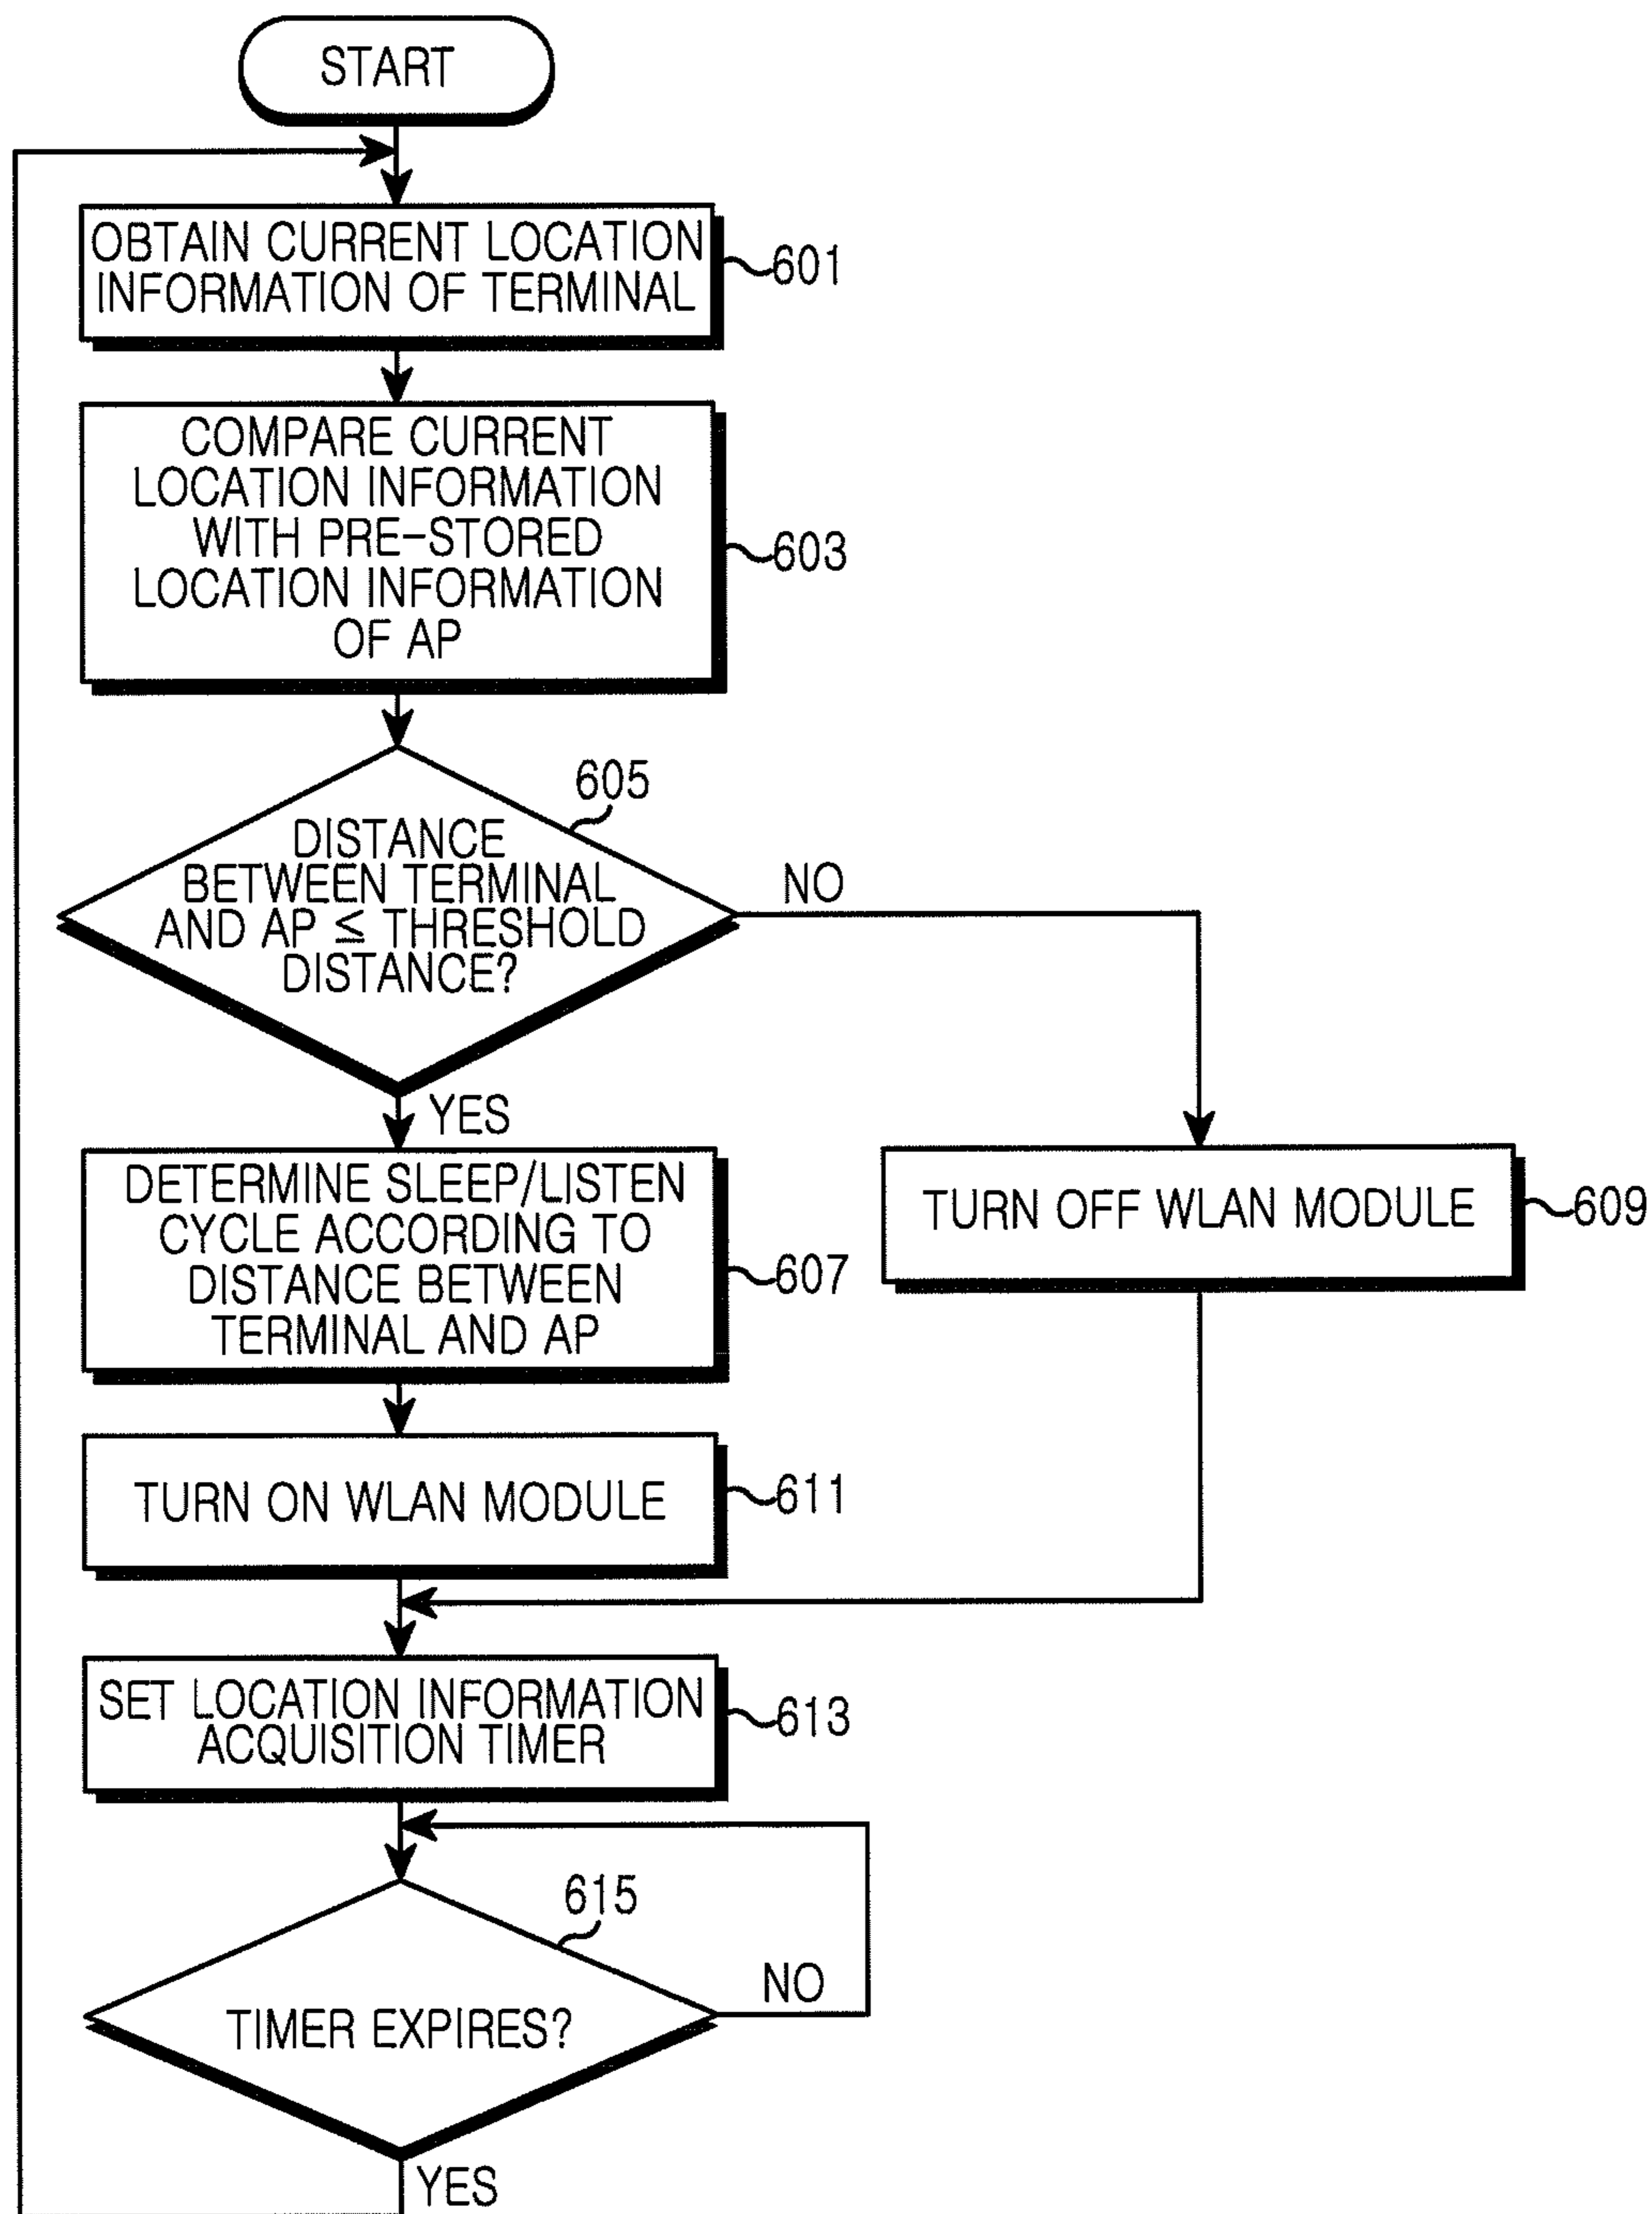 START
OBTAIN CURRENT LOCATION
INFORMATION OF TERMINAL
601
COMPARE CURRENT
LOCATION INFORMATION
WITH PRE-STORED
LOCATION INFORMATION
OF AP
603
605
DISTANCE
BETWEEN TERMINAL
AND AP ≤ THRESHOLD
DISTANCE?
NO
YES
DETERMINE SLEEP/LISTEN
CYCLE ACCORDING TO
DISTANCE BETWEEN
TERMINAL AND AP
607
TURN OFF WLAN MODULE
609
TURN ON WLAN MODULE
611
SET LOCATION INFORMATION
ACQUISITION TIMER
613
615
TIMER EXPIRES?
NO
YES